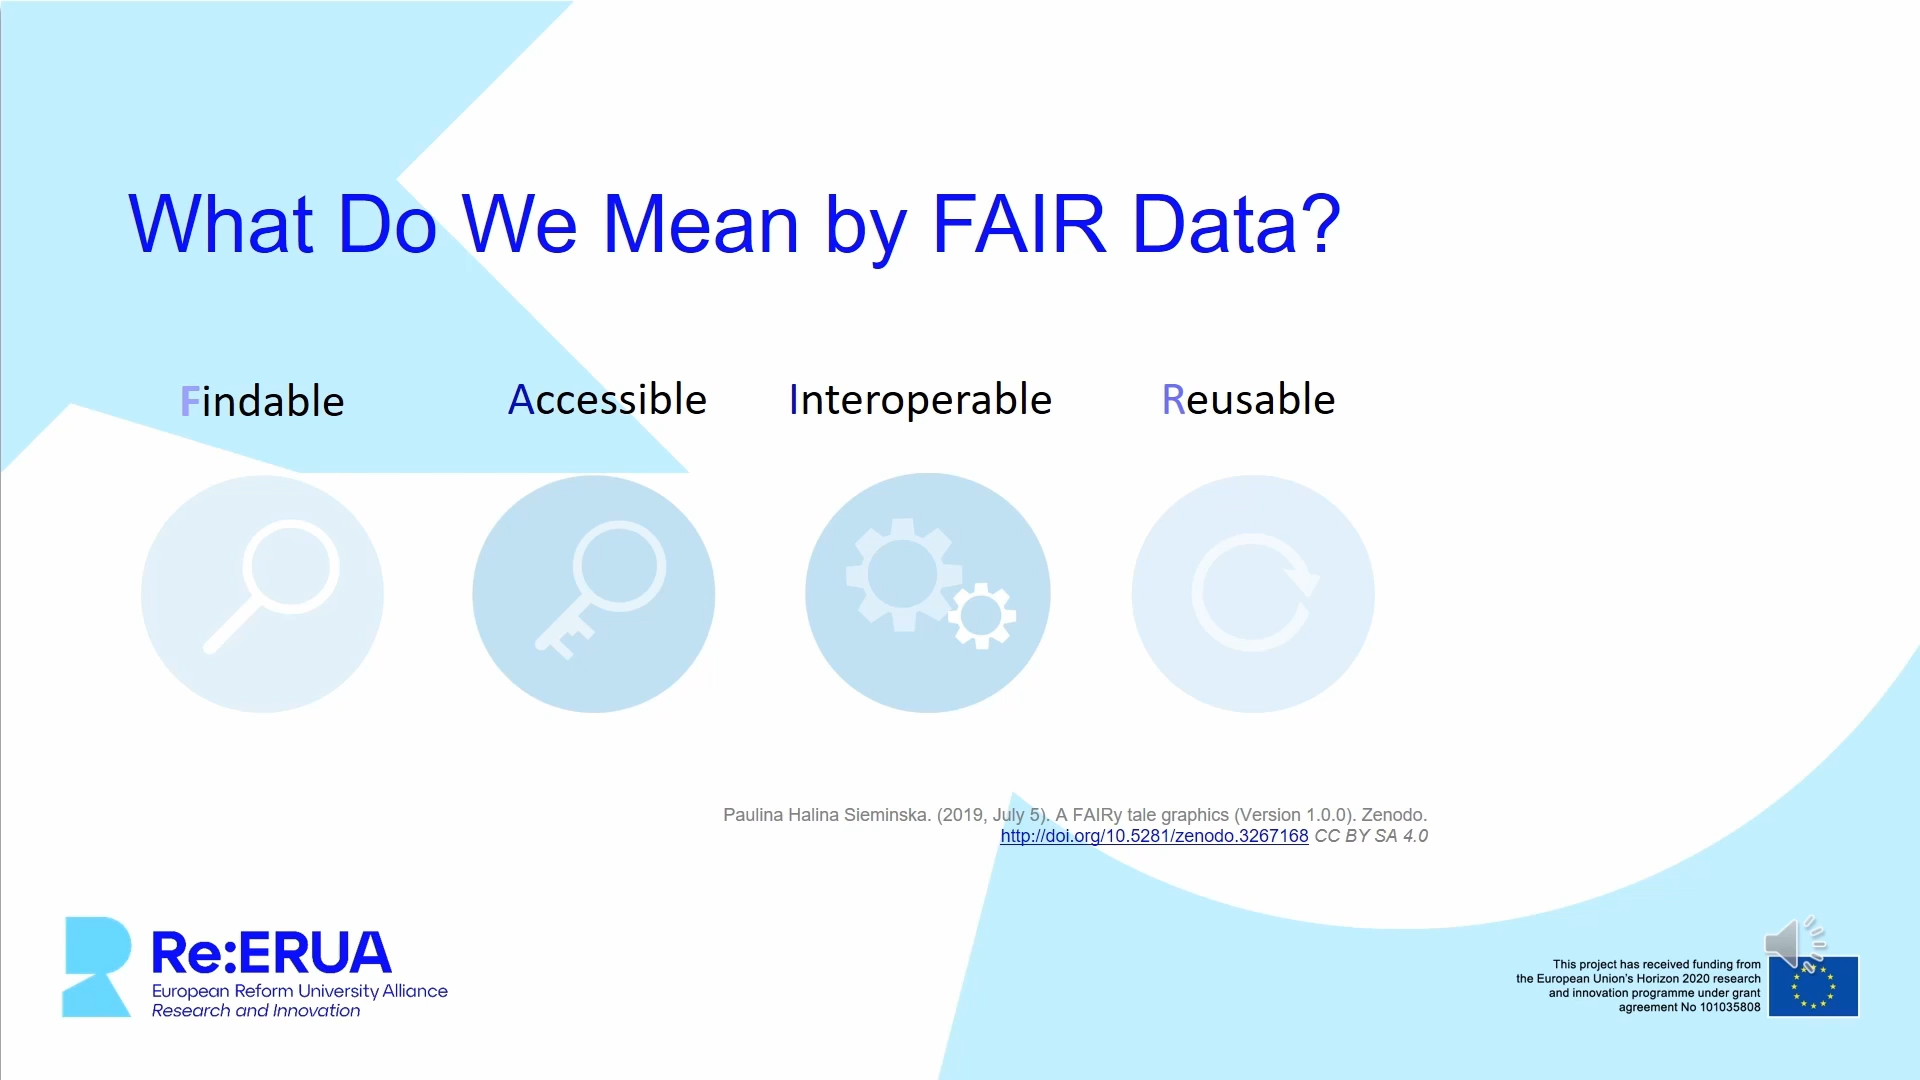 What Do We Mean by FAIR Data?
Findable
Accessible
Interoperable
Reusable
Paulina Halina Sieminska. (2019, July 5). A FAIRy tale graphics (Version 1.0.0). Zenodo.
http://doi.org/10.5281/zenodo.3267168 CC BY SA 4.0
Re:ERUA
European Reform University Alliance
Research and Innovation
This project has received funding from
the European Union's Horizon 2020 research
and innovation programme under grant
agreement No 101035808